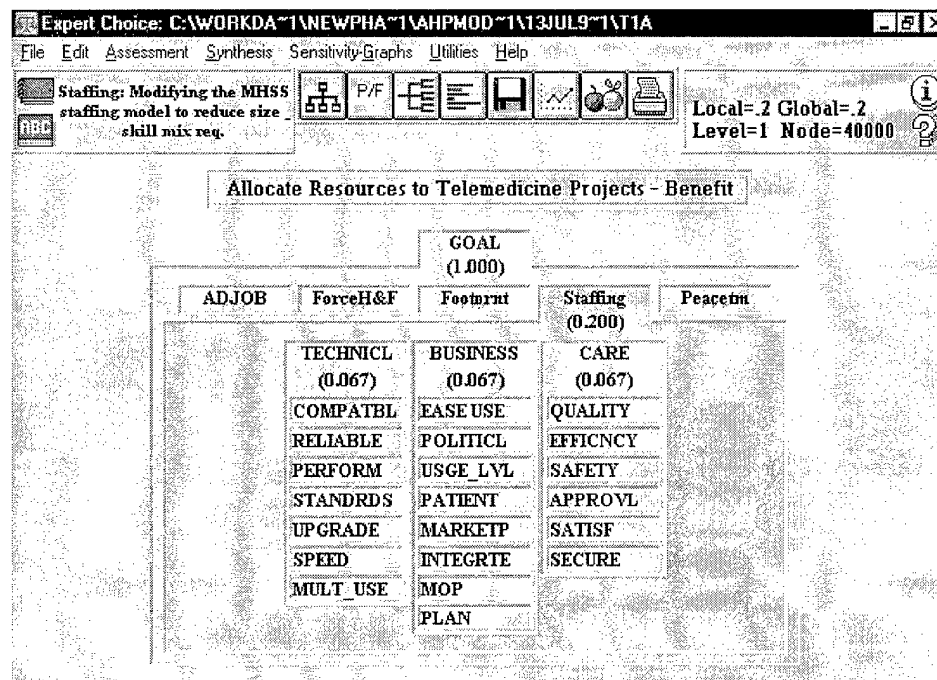 Expert Choice: C:\WORKDA~1\NEWPHA~1\AHPMOD~1\13JUL9~1\T1A
File Edit Assessment Synthesis Sensitivity-Graphs Utilities Help
Staffing: Modifying the MHSS
staffing model to reduce size _
skill mix req.
ABC
P/F
Local=.2 Global=.2
Level=1 Node=40000
Allocate Resources to Telemedicine Projects - Benefit
GOAL
(1.000)
ADJOB ForceH&F Footprnt Staffing Peacetm
(0.200)
TECHNICL BUSINESS CARE
(0.067) (0.067) (0.067)
COMPATBL EASE USE QUALITY
RELIABLE POLITICL EFFICNCY
PERFORM USGE_LVL SAFETY
STANDRDS PATIENT APPROVL
UPGRADE MARKETP SATISF
SPEED INTEGRTE SECURE
MULT_USE MOP
PLAN